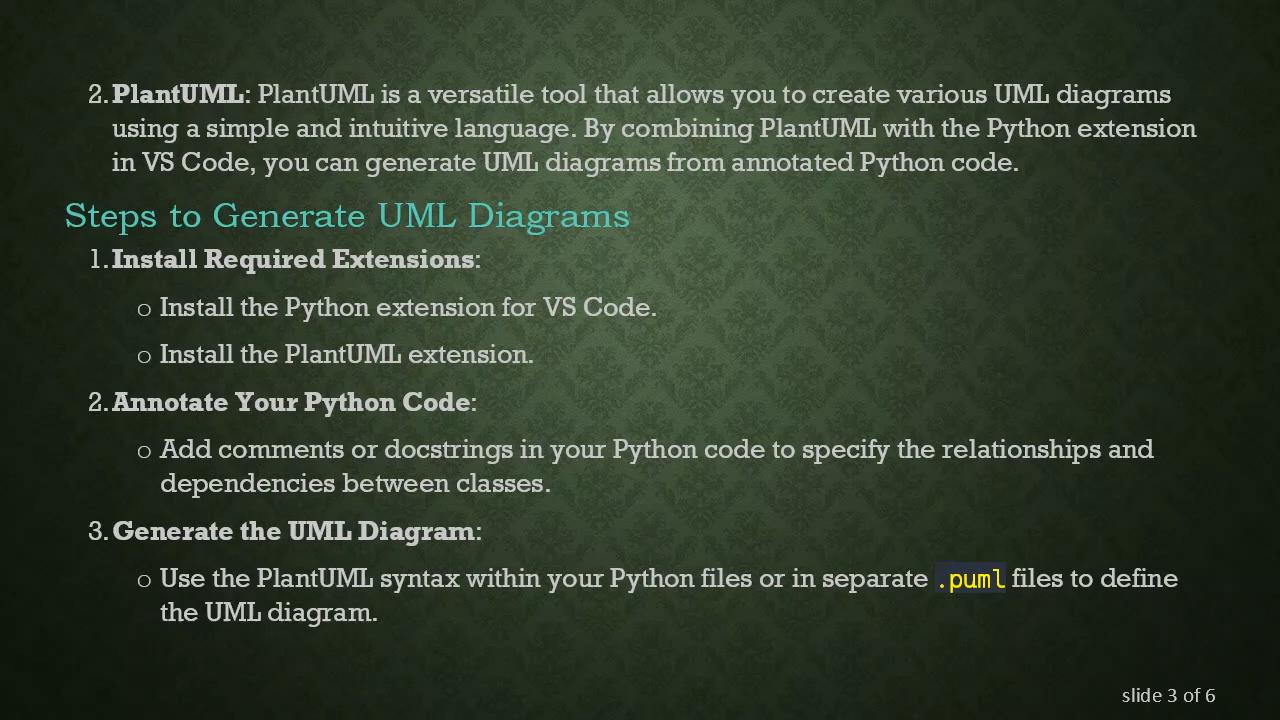 2. PlantUML: PlantUML is a versatile tool that allows you to create various UML diagrams
using a simple and intuitive language. By combining PlantUML with the Python extension
in VS Code, you can generate UML diagrams from annotated Python code.
Steps to Generate UML Diagrams
1. Install Required Extensions:
o Install the Python extension for VS Code.
o Install the PlantUML extension.
2. Annotate Your Python Code:
o Add comments or docstrings in your Python code to specify the relationships and
dependencies between classes.
3. Generate the UML Diagram:
o Use the PlantUML syntax within your Python files or in separate .puml files to define
the UML diagram.
slide 3 of 6